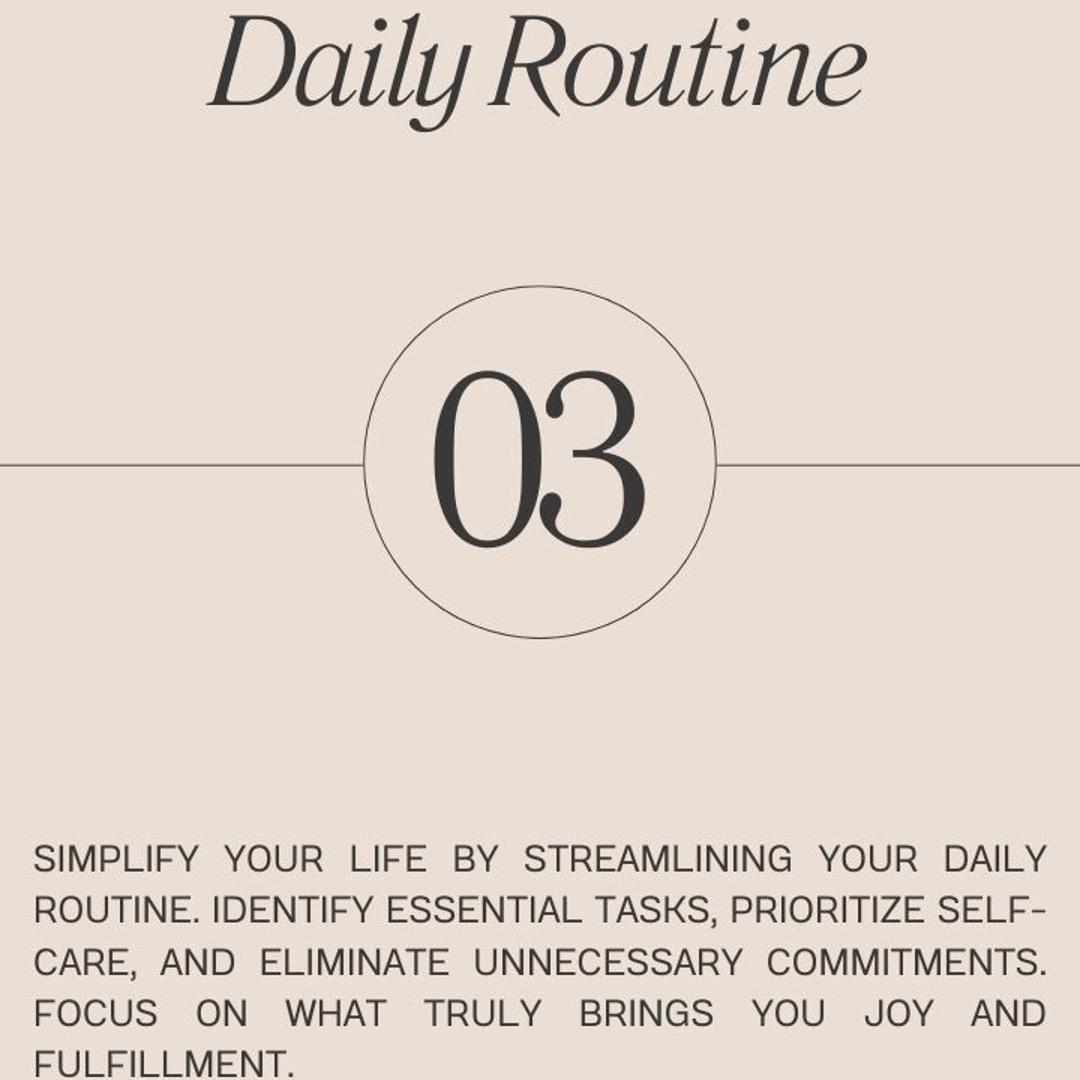 Daily Routine
03
SIMPLIFY YOUR LIFE BY STREAMLINING YOUR DAILY
ROUTINE. IDENTIFY ESSENTIAL TASKS, PRIORITIZE SELF-
CARE, AND ELIMINATE UNNECESSARY COMMITMENTS.
FOCUS ON WHAT TRULY BRINGS YOU JOY AND
FULFILLMENT.